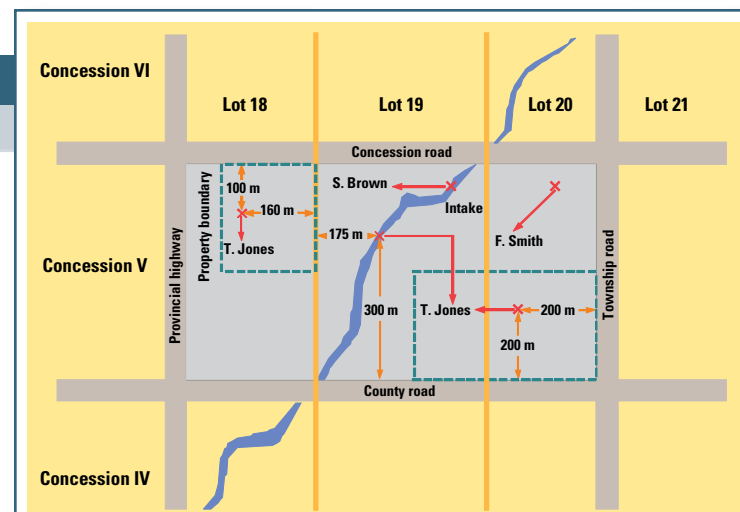 Concession VI
Lot 18
Lot 19
Lot 20
Lot 21
Concession road
100 m
160 m
Property boundary
T. Jones
S. Brown
Intake
175 m
F. Smith
Concession V
Provincial highway
300 m
T. Jones
200 m
200 m
Township road
County road
Concession IV